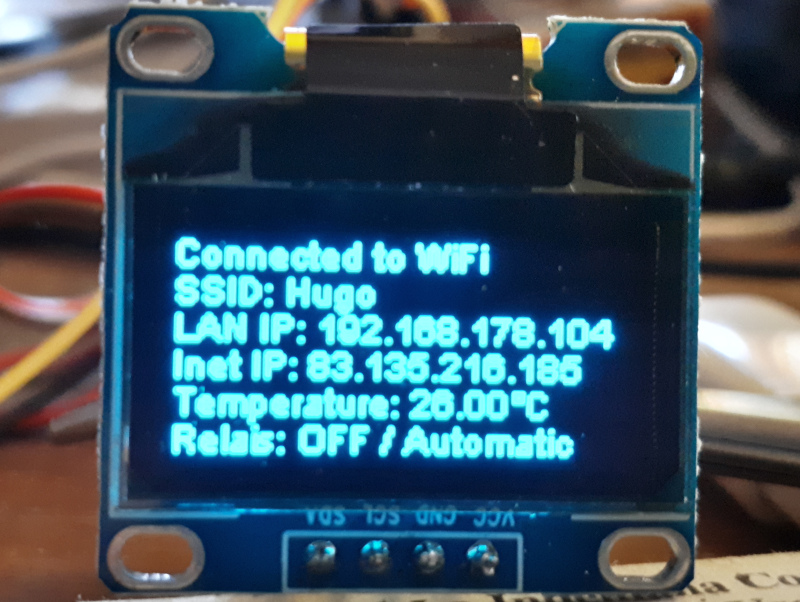 Connected to WiFi
SSID: Hugo
LAN IP: 192.168.178.104
Inet IP: 83.135.216.185
Temperature: 26.00°C
Relais: OFF / Automatic
SDA SCL GND VCC